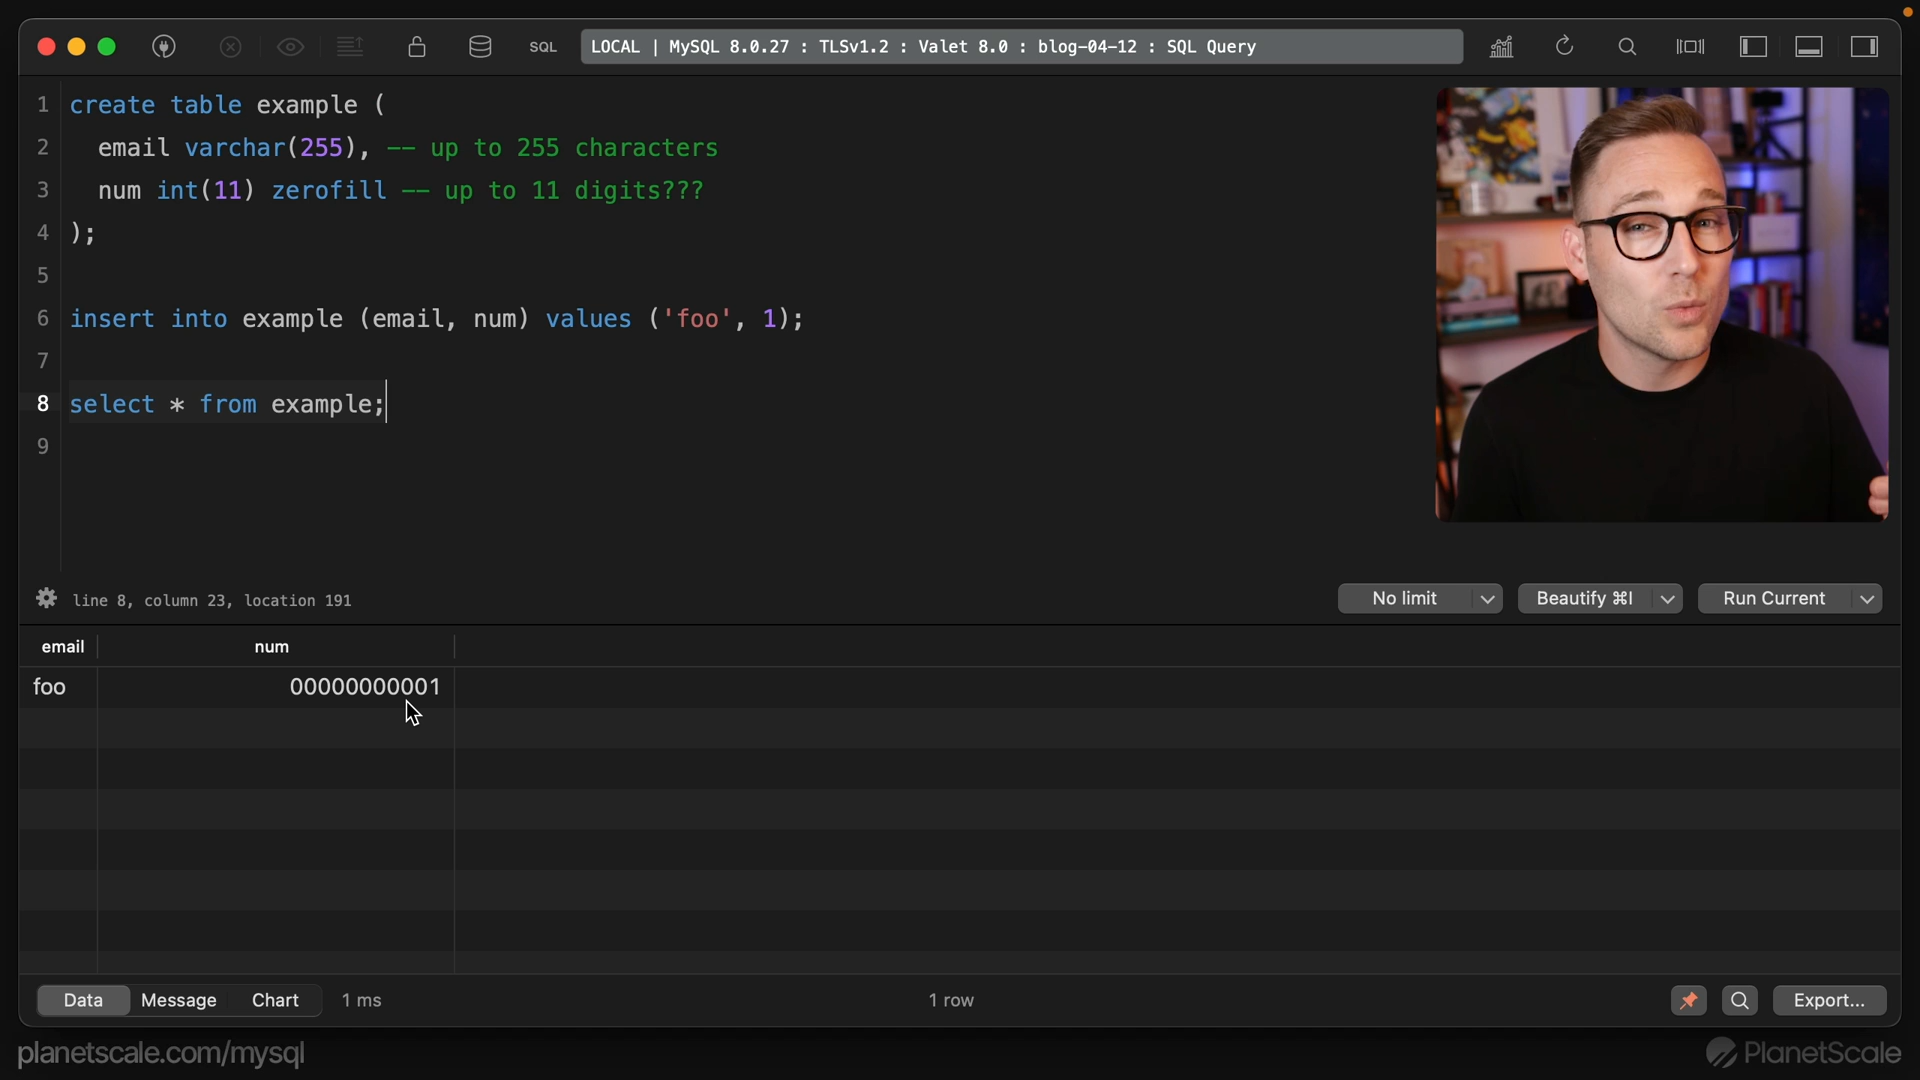 SQL
LOCAL | MySQL 8.0.27 : TLSv1.2 : Valet 8.0 : blog-04-12 : SQL Query
1 create table example (
2 email varchar(255), -- up to 255 characters
3 num int(11) zerofill -- up to 11 digits???
4 );
5
6 insert into example (email, num) values ('foo', 1);
7
8 select * from example;
9
line 8, column 23, location 191
No limit
Beautify ⌘I
Run Current
email num
foo 00000000001
Data Message Chart 1 ms
1 row
Export...
planetscale.com/mysql
PlanetScale